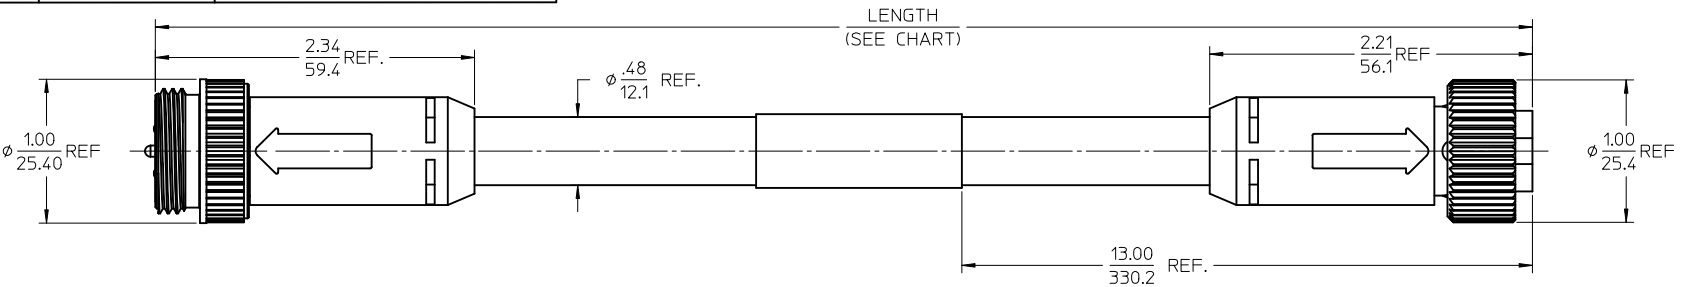 LENGTH
(SEE CHART)
2.34
59.4 REF.
2.21
56.1 REF
⌀ .48
12.1 REF.
⌀ 1.00
25.40 REF
⌀ 1.00
25.4 REF
13.00
330.2 REF.